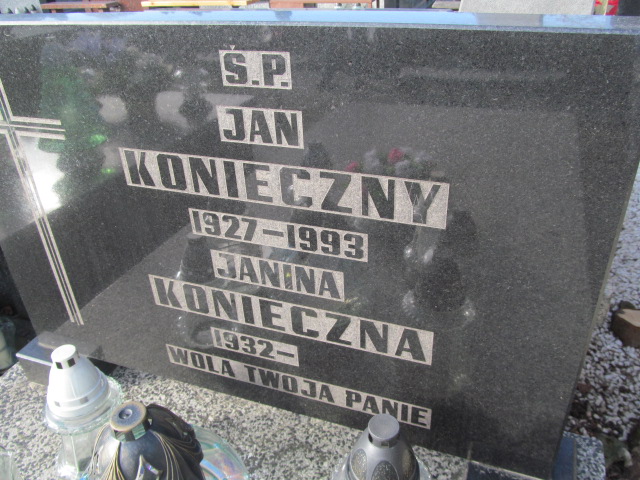 Ś.P.
JAN
KONIECZNY
1927-1993
JANINA
KONIECZNA
1932-
WOLA TWOJA PANIE